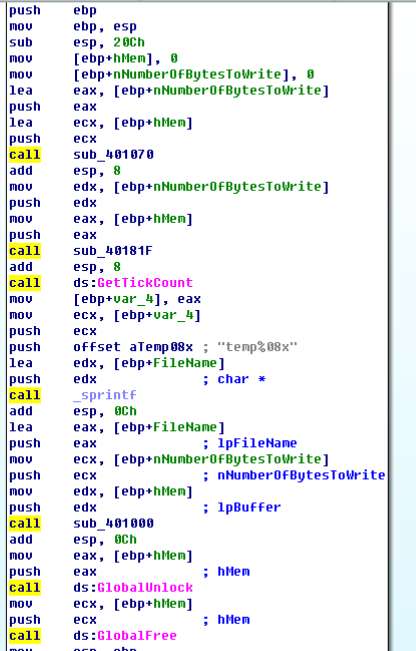 push ebp
mov ebp, esp
sub esp, 20Ch
mov [ebp+hMem], 0
mov [ebp+nNumberOfBytesToWrite], 0
lea eax, [ebp+nNumberOfBytesToWrite]
push eax
lea ecx, [ebp+hMem]
push ecx
call sub_401070
add esp, 8
mov edx, [ebp+nNumberOfBytesToWrite]
push edx
mov eax, [ebp+hMem]
push eax
call sub_40181F
add esp, 8
call ds:GetTickCount
mov [ebp+var_4], eax
mov ecx, [ebp+var_4]
push ecx
push offset aTemp08x ; "temp%08x"
lea edx, [ebp+FileName]
push edx ; char *
call _sprintf
add esp, 0Ch
lea eax, [ebp+FileName]
push eax ; lpFileName
mov ecx, [ebp+nNumberOfBytesToWrite]
push ecx ; nNumberOfBytesToWrite
mov edx, [ebp+hMem]
push edx ; lpBuffer
call sub_401000
add esp, 0Ch
mov eax, [ebp+hMem]
push eax ; hMem
call ds:GlobalUnlock
mov ecx, [ebp+hMem]
push ecx ; hMem
call ds:GlobalFree